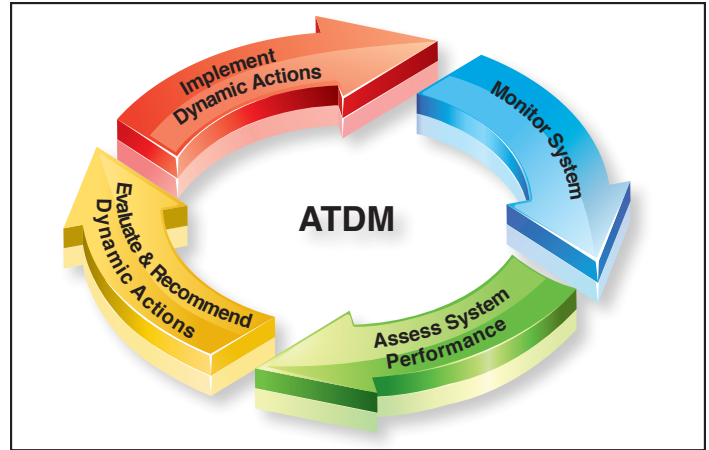 Implement
Dynamic Actions
Monitor System
ATDM
Evaluate & Recommend
Dynamic Actions
Assess System
Performance